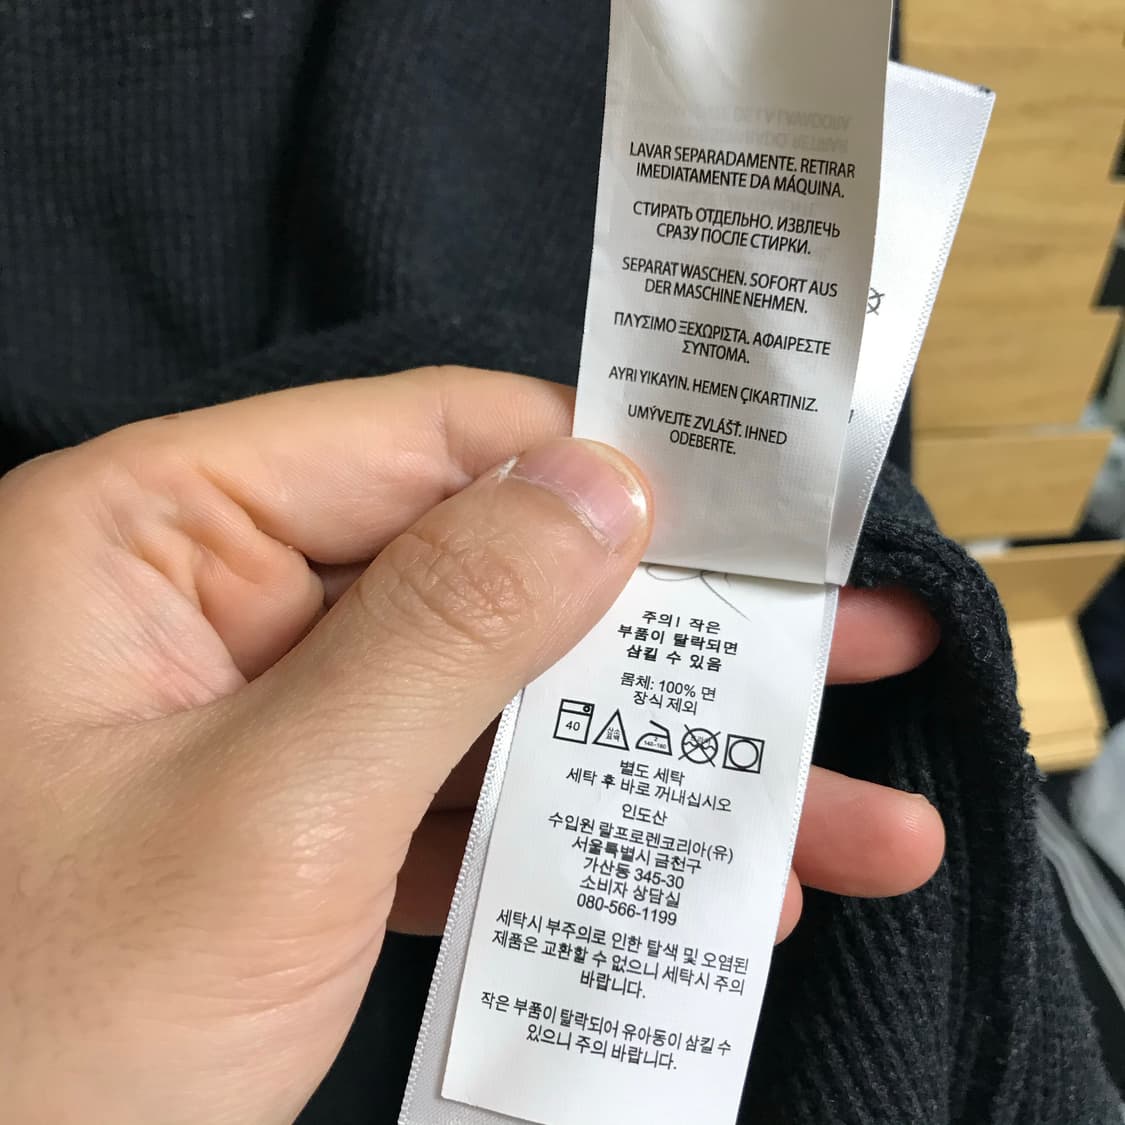 LAVAR SEPARADAMENTE. RETIRAR
IMEDIATAMENTE DA MÁQUINA.
СТИРАТЬ ОТДЕЛЬНО. ИЗВЛЕЧЬ
СРАЗУ ПОСЛЕ СТИРКИ.
SEPARAT WASCHEN. SOFORT AUS
DER MASCHINE NEHMEN.
ΠΛΥΣΙΜΟ ΞΕΧΩΡΙΣΤΑ. ΑΦΑΙΡΕΣΤΕ
ΣΥΝΤΟΜΑ.
AYRI YIKAYIN. HEMEN ÇIKARTINIZ.
UMÝVEJTE ZVLÁŠŤ. IHNED
ODEBERTE.
주의! 작은
부품이 탈락되면
삼킬 수 있음
몸체: 100% 면
장식 제외
40 산소 표백 2 140~160
별도 세탁
세탁 후 바로 꺼내십시오
인도산
수입원 랄프로렌코리아(유)
서울특별시 금천구
가산동 345-30
소비자 상담실
080-566-1199
세탁시 부주의로 인한 탈색 및 오염된
제품은 교환할 수 없으니 세탁시 주의
바랍니다.
작은 부품이 탈락되어 유아동이 삼킬 수
있으니 주의 바랍니다.